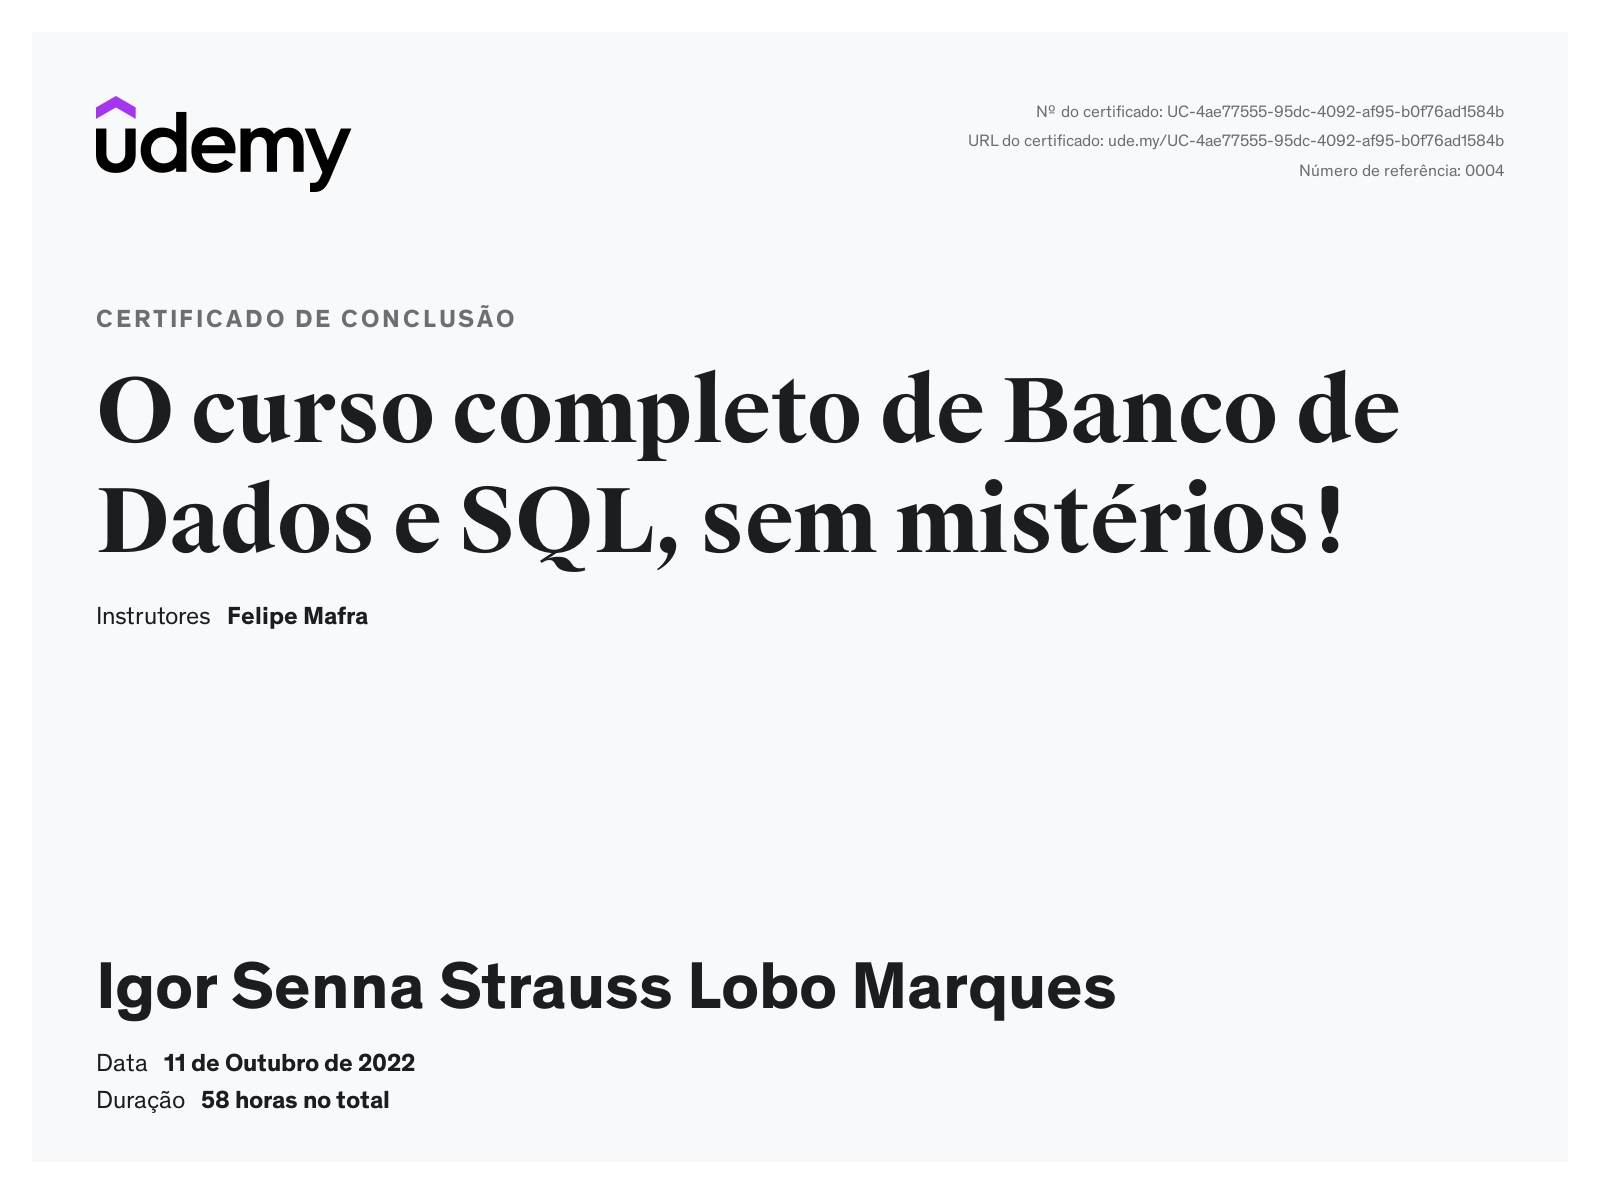 udemy
Nº do certificado: UC-4ae77555-95dc-4092-af95-b0f76ad1584b
URL do certificado: ude.my/UC-4ae77555-95dc-4092-af95-b0f76ad1584b
Número de referência: 0004
CERTIFICADO DE CONCLUSÃO
O curso completo de Banco de
Dados e SQL, sem mistérios!
Instrutores Felipe Mafra
Igor Senna Strauss Lobo Marques
Data 11 de Outubro de 2022
Duração 58 horas no total